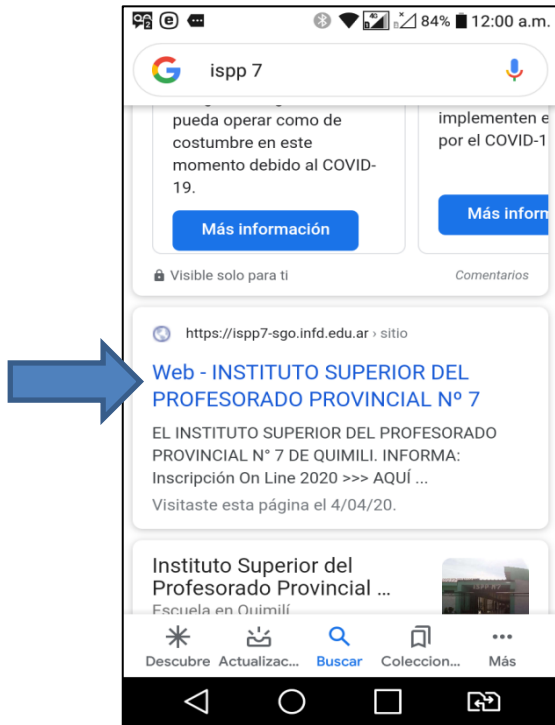 4G
84% 12:00 a.m.
ispp 7
pueda operar como de
costumbre en este
momento debido al COVID-
19.
Más información
implementen e
por el COVID-1
Más inform
Visible solo para ti
Comentarios
https://ispp7-sgo.infd.edu.ar › sitio
Web - INSTITUTO SUPERIOR DEL
PROFESORADO PROVINCIAL Nº 7
EL INSTITUTO SUPERIOR DEL PROFESORADO
PROVINCIAL N° 7 DE QUIMILI. INFORMA:
Inscripción On Line 2020 >>> AQUÍ ...
Visitaste esta página el 4/04/20.
Instituto Superior del
Profesorado Provincial ...
Escuela en Quimilí
Descubre Actualizac... Buscar Coleccion... Más